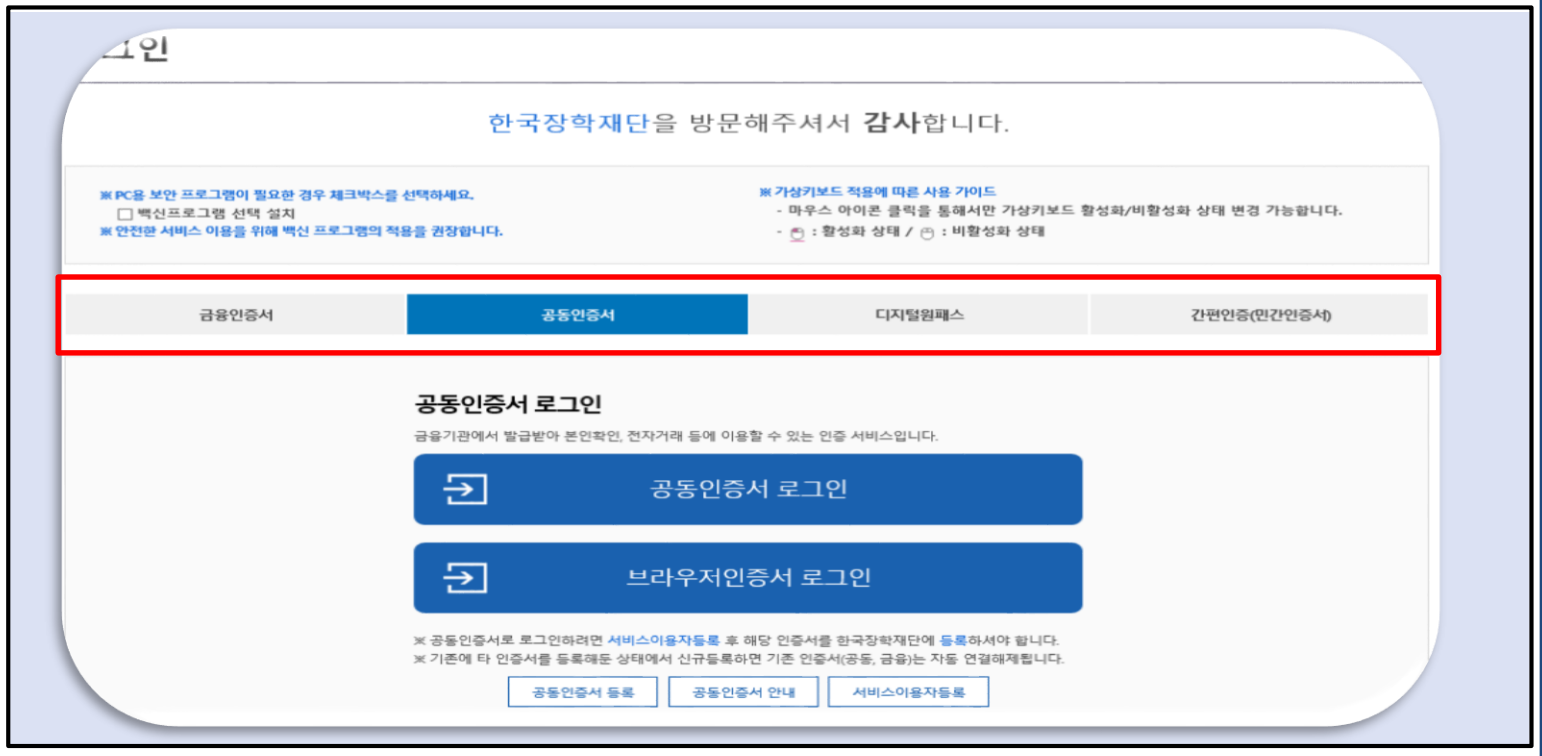 그인
한국장학재단을 방문해주셔서 감사합니다.
※ PC용 보안 프로그램이 필요한 경우 체크박스를 선택하세요.
백신프로그램 선택 설치
※ 안전한 서비스 이용을 위해 백신 프로그램의 적용을 권장합니다.
※ 가상키보드 적용에 따른 사용 가이드
- 마우스 아이콘 클릭을 통해서만 가상키보드 활성화/비활성화 상태 변경 가능합니다.
- : 활성화 상태 / : 비활성화 상태
금융인증서
공동인증서
디지털원패스
간편인증(민간인증서)
공동인증서 로그인
금융기관에서 발급받아 본인확인, 전자거래 등에 이용할 수 있는 인증 서비스입니다.
공동인증서 로그인
브라우저인증서 로그인
※ 공동인증서로 로그인하려면 서비스이용자등록 후 해당 인증서를 한국장학재단에 등록하셔야 합니다.
※ 기존에 타 인증서를 등록해둔 상태에서 신규등록하면 기존 인증서(공동, 금융)는 자동 연결해제됩니다.
공동인증서 등록
공동인증서 안내
서비스이용자등록